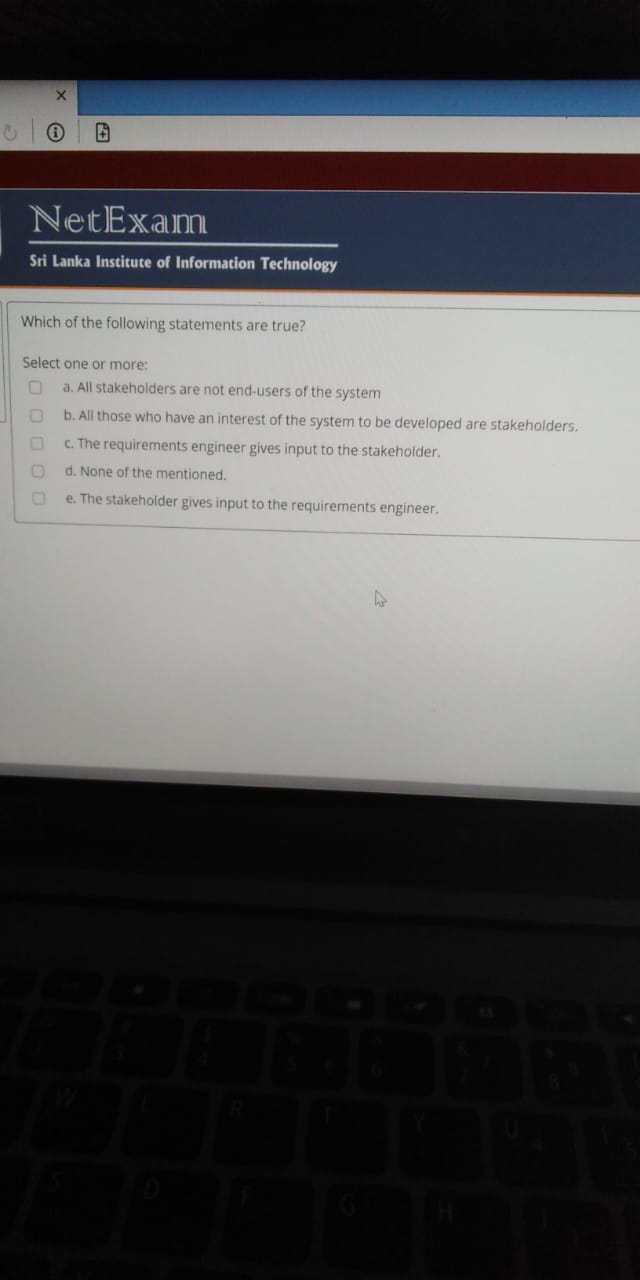 NetExam
Sri Lanka Institute of Information Technology
Which of the following statements are true?
Select one or more:
a. All stakeholders are not end-users of the system
b. All those who have an interest of the system to be developed are stakeholders.
c. The requirements engineer gives input to the stakeholder.
d. None of the mentioned.
e. The stakeholder gives input to the requirements engineer.
W E R T Y U
S D F G H